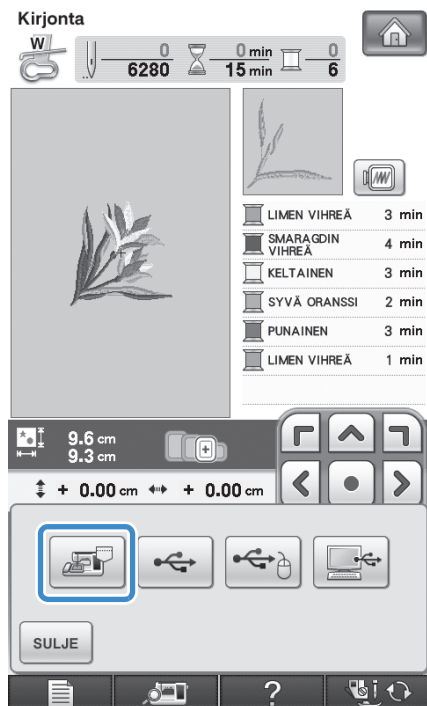 Kirjonta
W
0
6280
0 min
15 min
0
6
LIMEN VIHREÄ 3 min
SMARAGDIN
VIHREÄ 4 min
KELTAINEN 3 min
SYVÄ ORANSSI 2 min
PUNAINEN 3 min
LIMEN VIHREÄ 1 min
9.6 cm
9.3 cm
+ 0.00 cm + 0.00 cm
SULJE
?